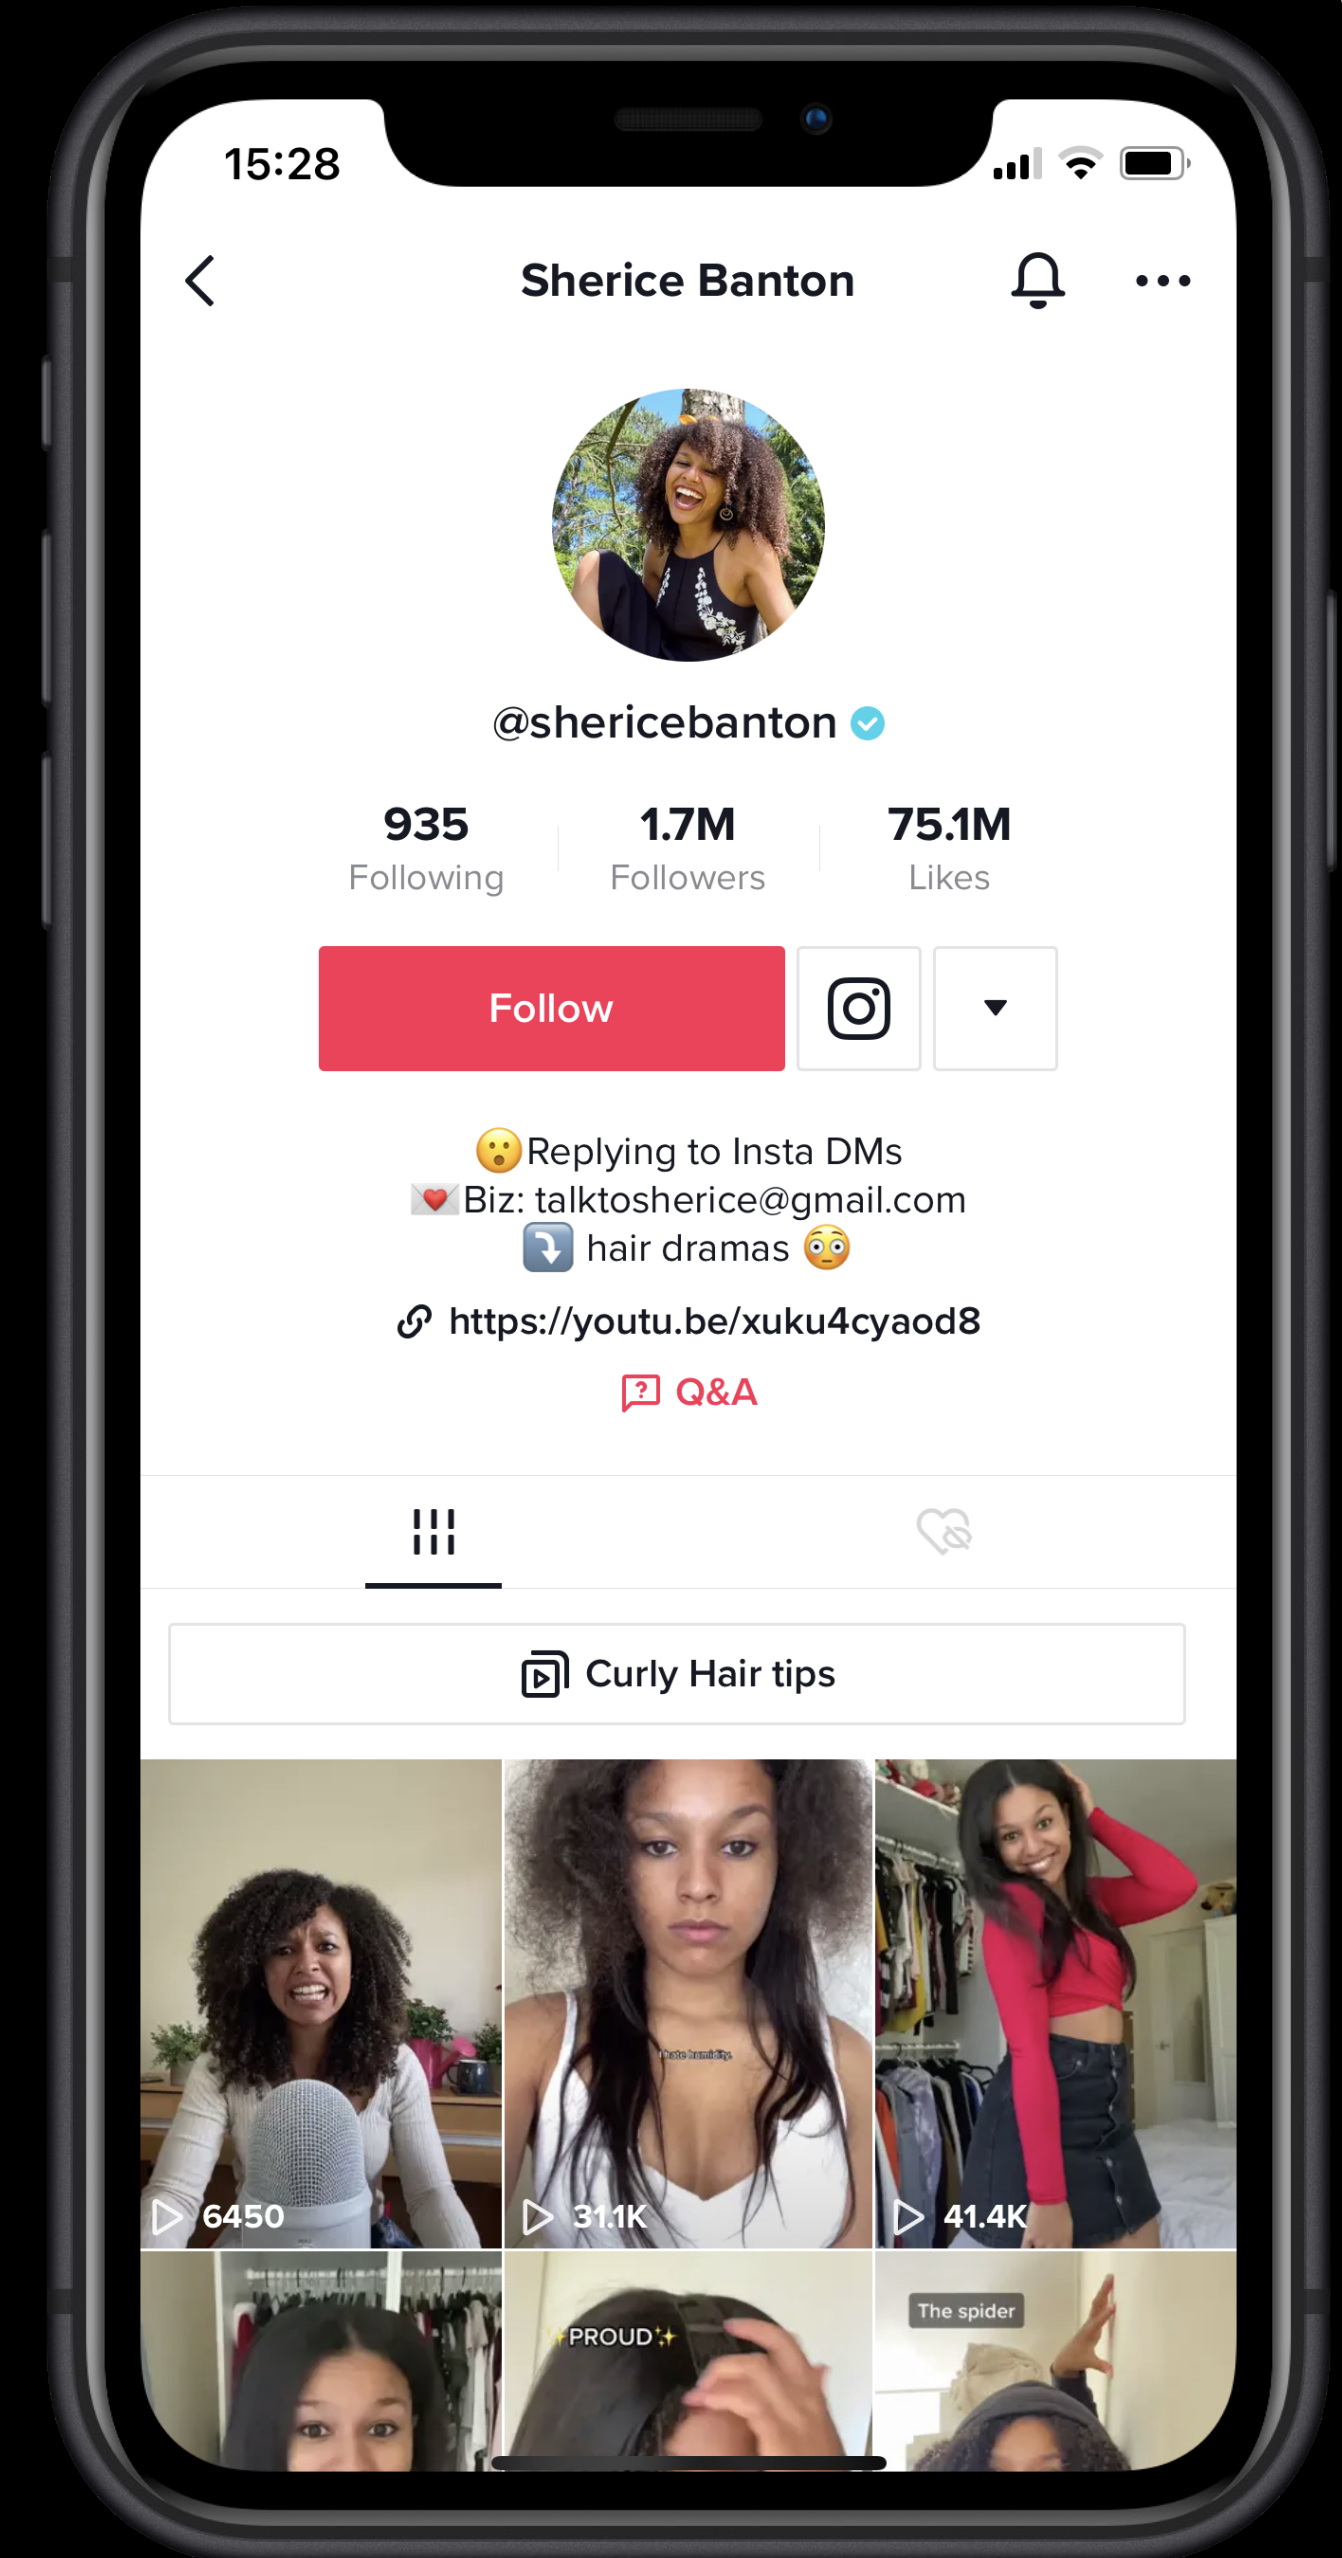 15:28
Sherice Banton
@shericebanton
935 1.7M 75.1M
Following Followers Likes
Follow
😮Replying to Insta DMs
💌Biz: talktosherice@gmail.com
⤵️ hair dramas 😳
https://youtu.be/xuku4cyaod8
Q&A
Curly Hair tips
I hate humidity.
6450 31.1K 41.4K
The spider
✨PROUD✨